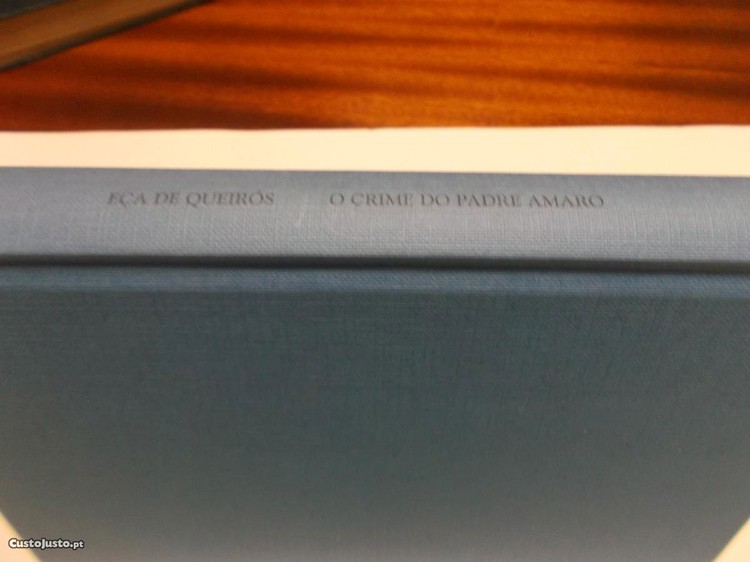 EÇA DE QUEIRÓS O CRIME DO PADRE AMARO
CustoJusto.pt